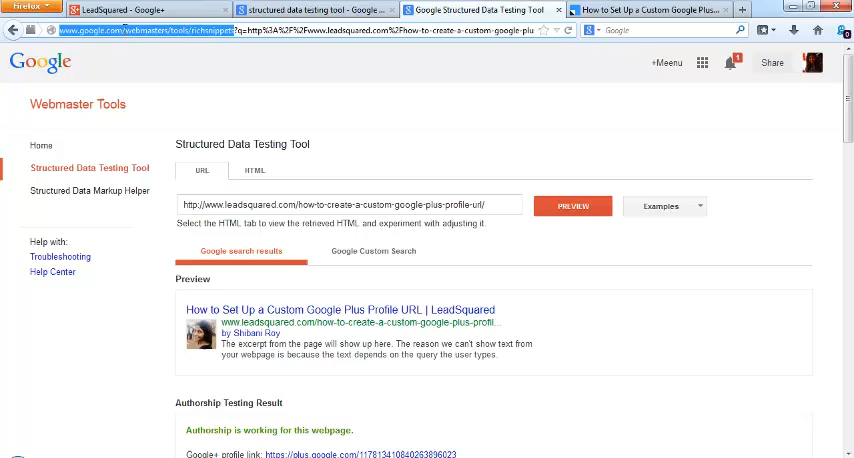 Firefox
LeadSquared - Google+
structured data testing tool - Google ...
Google Structured Data Testing Tool
How to Set Up a Custom Google Plus...
www.google.com/webmasters/tools/richsnippets?q=http%3A%2F%2Fwww.leadsquared.com%2Fhow-to-create-a-custom-google-plu
Google
Google
+Meenu
1
Share
Webmaster Tools
Home
Structured Data Testing Tool
Structured Data Markup Helper
Help with:
Troubleshooting
Help Center
Structured Data Testing Tool
URL
HTML
http://www.leadsquared.com/how-to-create-a-custom-google-plus-profile-url/
PREVIEW
Examples
Select the HTML tab to view the retrieved HTML and experiment with adjusting it.
Google search results
Google Custom Search
Preview
How to Set Up a Custom Google Plus Profile URL | LeadSquared
www.leadsquared.com/how-to-create-a-custom-google-plus-profil...
by Shibani Roy
The excerpt from the page will show up here. The reason we can't show text from
your webpage is because the text depends on the query the user types.
Authorship Testing Result
Authorship is working for this webpage.
Google+ profile link: https://plus.google.com/117813410840263896023